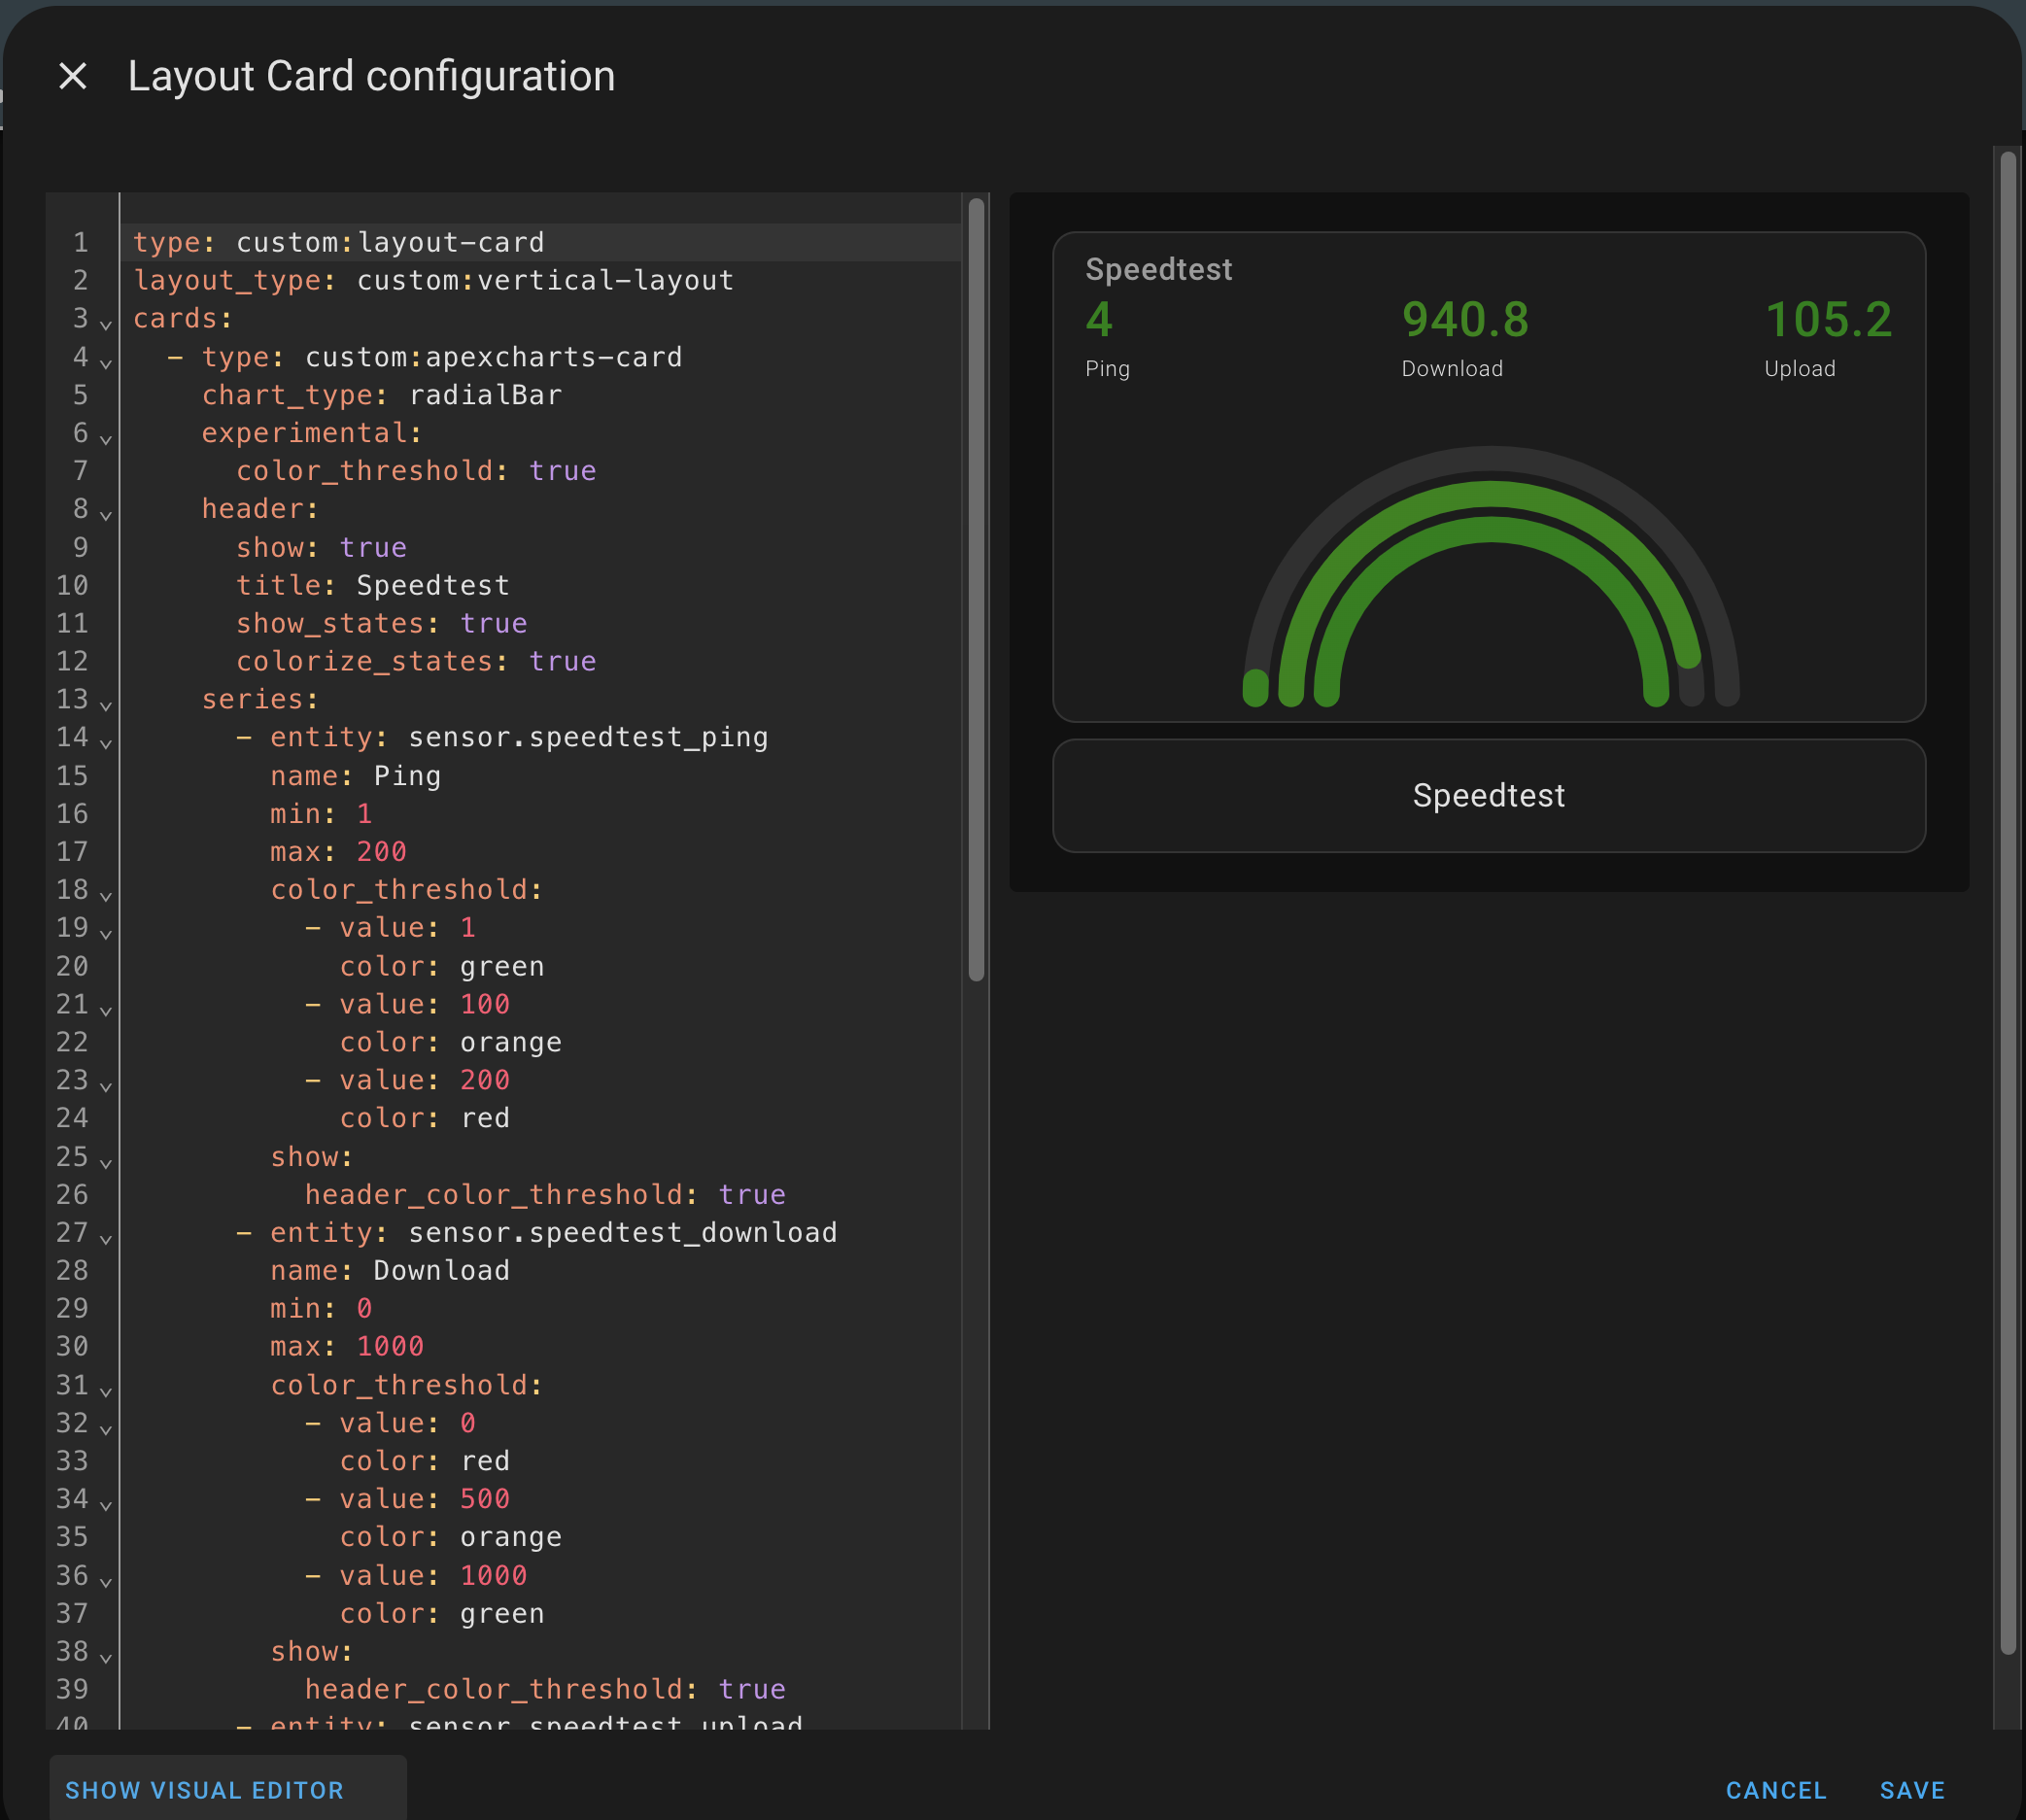 Layout Card configuration
1 type: custom:layout-card
2 layout_type: custom:vertical-layout
3 cards:
4   - type: custom:apexcharts-card
5     chart_type: radialBar
6     experimental:
7       color_threshold: true
8     header:
9       show: true
10       title: Speedtest
11       show_states: true
12       colorize_states: true
13     series:
14       - entity: sensor.speedtest_ping
15         name: Ping
16         min: 1
17         max: 200
18         color_threshold:
19           - value: 1
20             color: green
21           - value: 100
22             color: orange
23           - value: 200
24             color: red
25         show:
26           header_color_threshold: true
27       - entity: sensor.speedtest_download
28         name: Download
29         min: 0
30         max: 1000
31         color_threshold:
32           - value: 0
33             color: red
34           - value: 500
35             color: orange
36           - value: 1000
37             color: green
38         show:
39           header_color_threshold: true
40       - entity: sensor.speedtest_upload
Speedtest
4 940.8 105.2
Ping Download Upload
Speedtest
SHOW VISUAL EDITOR CANCEL SAVE